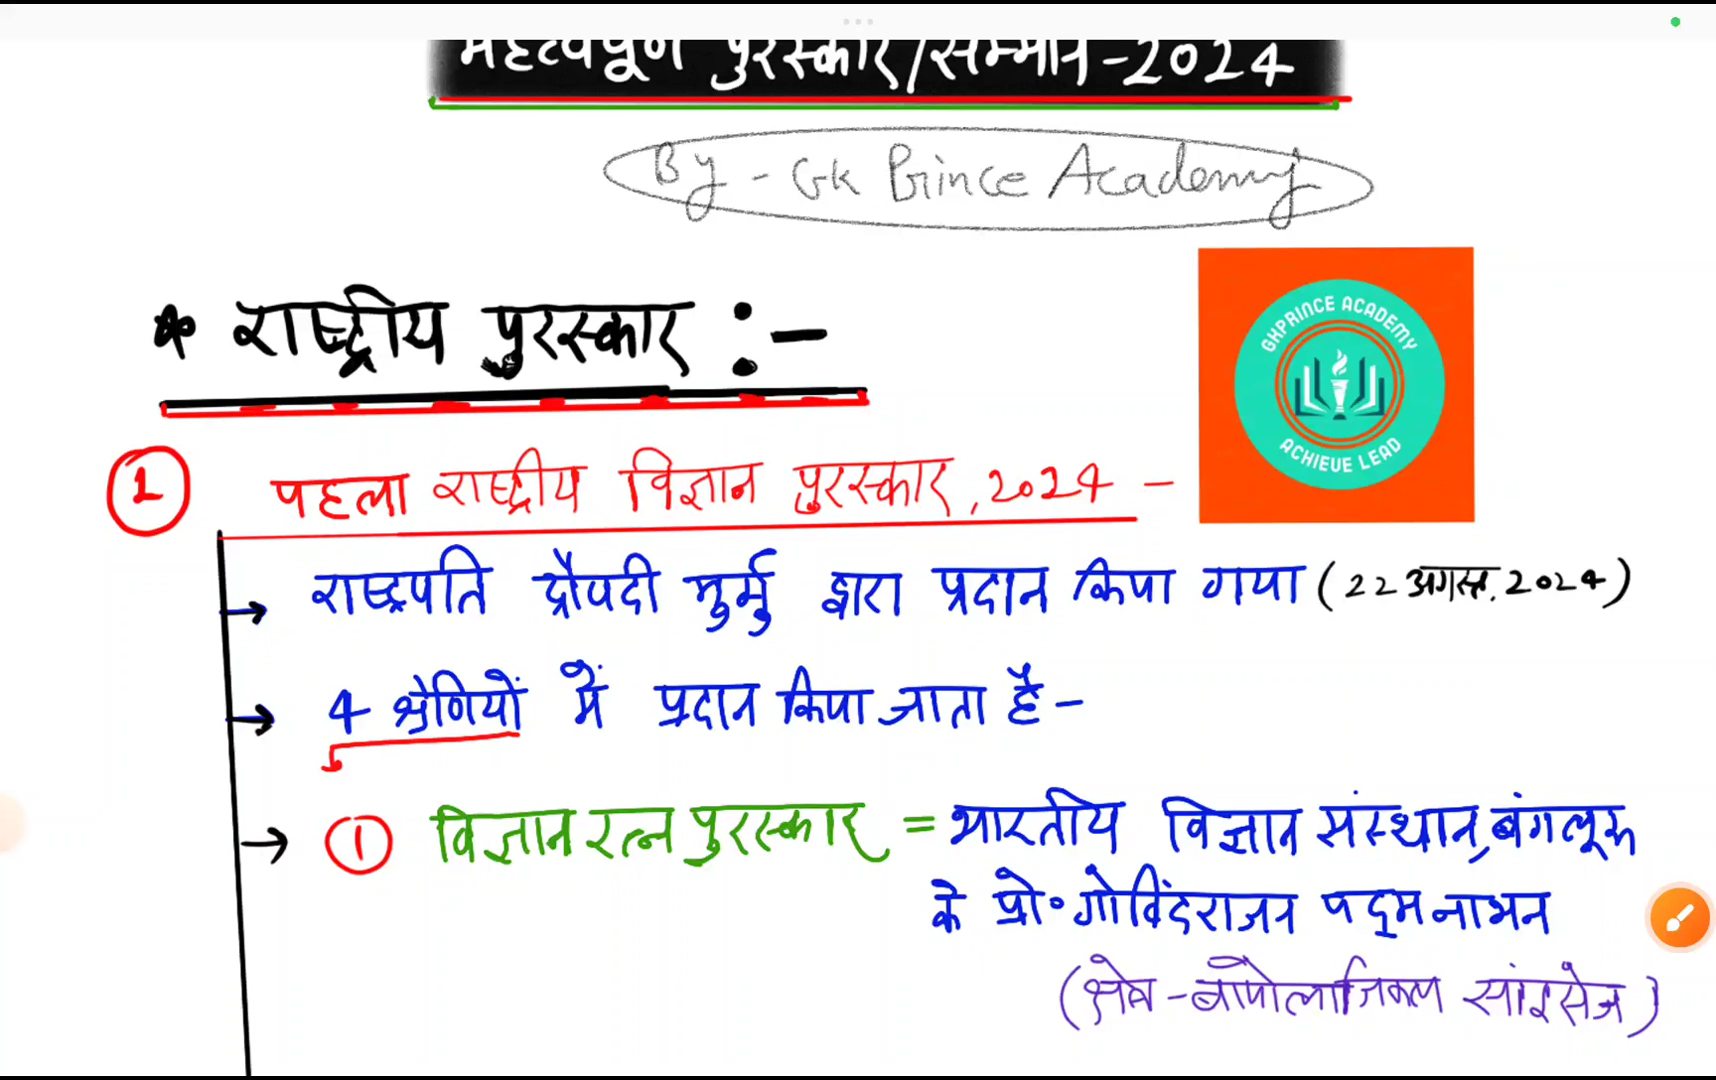 महत्वपूर्ण पुरस्कार/सम्मान-2024
By - Gk Prince Academy
* राष्ट्रीय पुरस्कार :-
GKPRINCE ACADEMY
ACHIEVE LEAD
① पहला राष्ट्रीय विज्ञान पुरस्कार, 2024 -
→ राष्ट्रपति द्रौपदी मुर्मु द्वारा प्रदान किया गया (22 अगस्त, 2024)
→ 4 श्रेणियों में प्रदान किया जाता है -
→ ① विज्ञान रत्न पुरस्कार = भारतीय विज्ञान संस्थान, बंगलूरू
के प्रो॰ गोविंदराजन पद्मनाभन
(क्षेत्र - बायोलाजिकल साइंसेज)